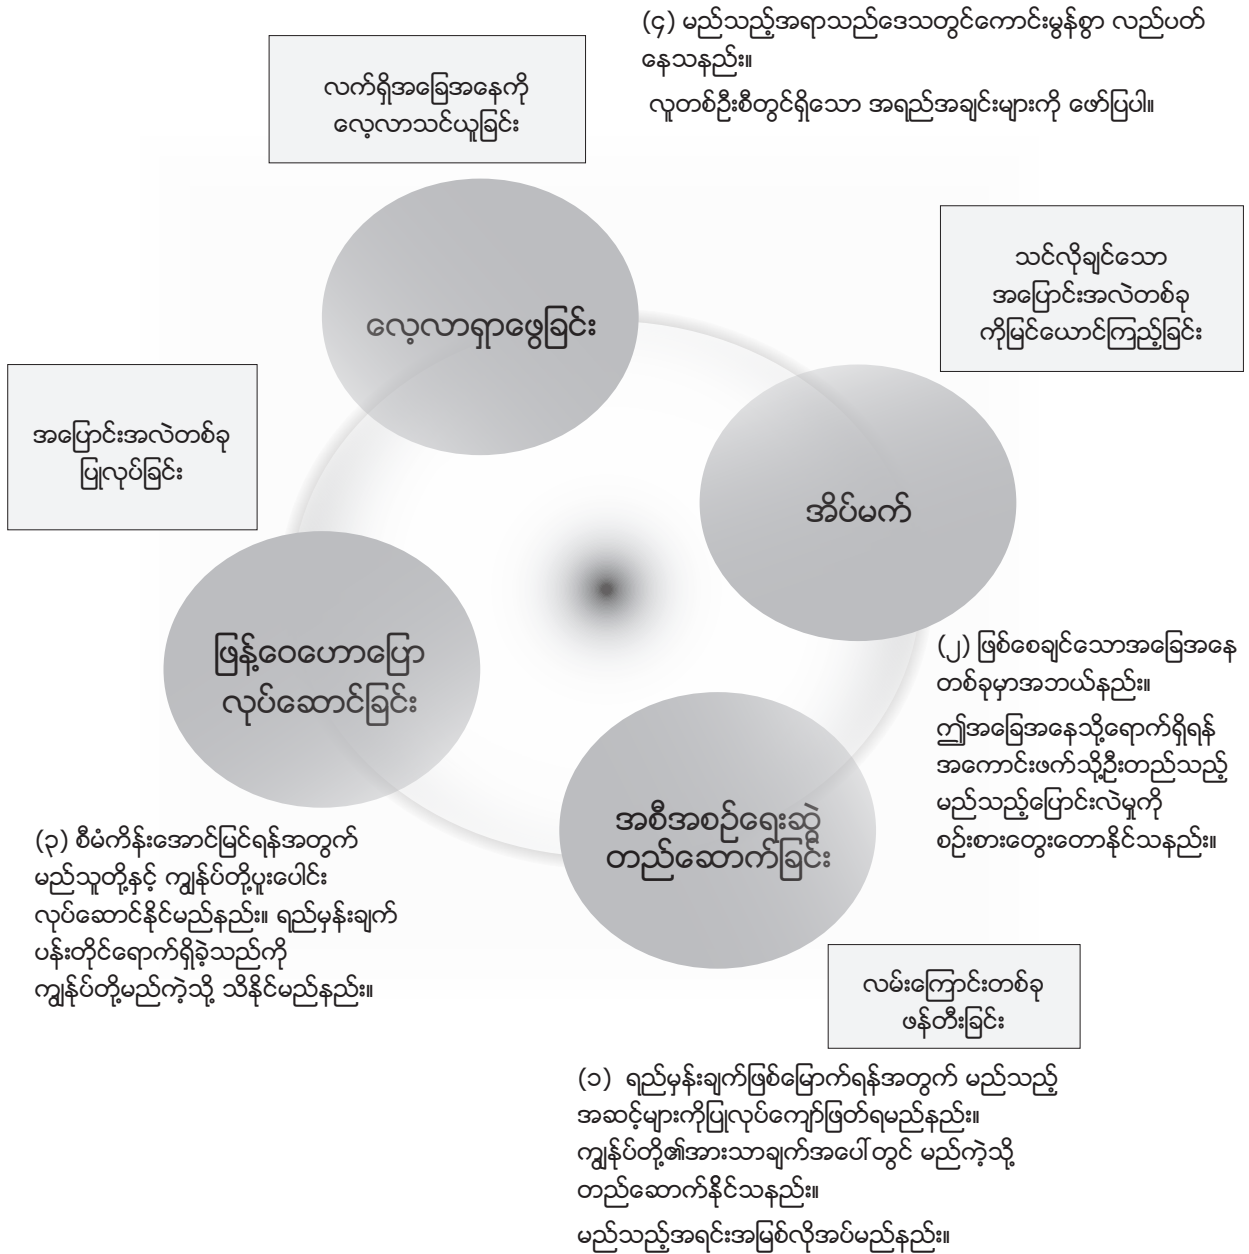 (၄) မည်သည့်အရာသည်ဒေသတွင်ကောင်းမွန်စွာ လည်ပတ်
နေသနည်း။
လူတစ်ဦးစီတွင်ရှိသော အရည်အချင်းများကို ဖော်ပြပါ။
လက်ရှိအခြေအနေကို
လေ့လာသင်ယူခြင်း
လေ့လာရှာဖွေခြင်း
သင်လိုချင်သော
အပြောင်းအလဲတစ်ခု
ကိုမြင်ယောင်ကြည့်ခြင်း
အိပ်မက်
အပြောင်းအလဲတစ်ခု
ပြုလုပ်ခြင်း
ဖြန့်ဝေဟောပြော
လုပ်ဆောင်ခြင်း
(၂) ဖြစ်စေချင်သောအခြေအနေ
တစ်ခုမှာအဘယ်နည်း။
ဤအခြေအနေသို့ရောက်ရှိရန်
အကောင်းဖက်သို့ဦးတည်သည့်
မည်သည့်ပြောင်းလဲမှုကို
စဉ်းစားတွေးတောနိုင်သနည်း။
အစီအစဉ်ရေးဆွဲ
တည်ဆောက်ခြင်း
(၃) စီမံကိန်းအောင်မြင်ရန်အတွက်
မည်သူတို့နှင့် ကျွန်ုပ်တို့ပူးပေါင်း
လုပ်ဆောင်နိုင်မည်နည်း။ ရည်မှန်းချက်
ပန်းတိုင်ရောက်ရှိခဲ့သည်ကို
ကျွန်ုပ်တို့မည်ကဲ့သို့ သိနိုင်မည်နည်း။
လမ်းကြောင်းတစ်ခု
ဖန်တီးခြင်း
(၁) ရည်မှန်းချက်ဖြစ်မြောက်ရန်အတွက် မည်သည့်
အဆင့်များကိုပြုလုပ်ကျော်ဖြတ်ရမည်နည်း။
ကျွန်ုပ်တို့၏အားသာချက်အပေါ်တွင် မည်ကဲ့သို့
တည်ဆောက်နိုင်သနည်း။
မည်သည့်အရင်းအမြစ်လိုအပ်မည်နည်း။